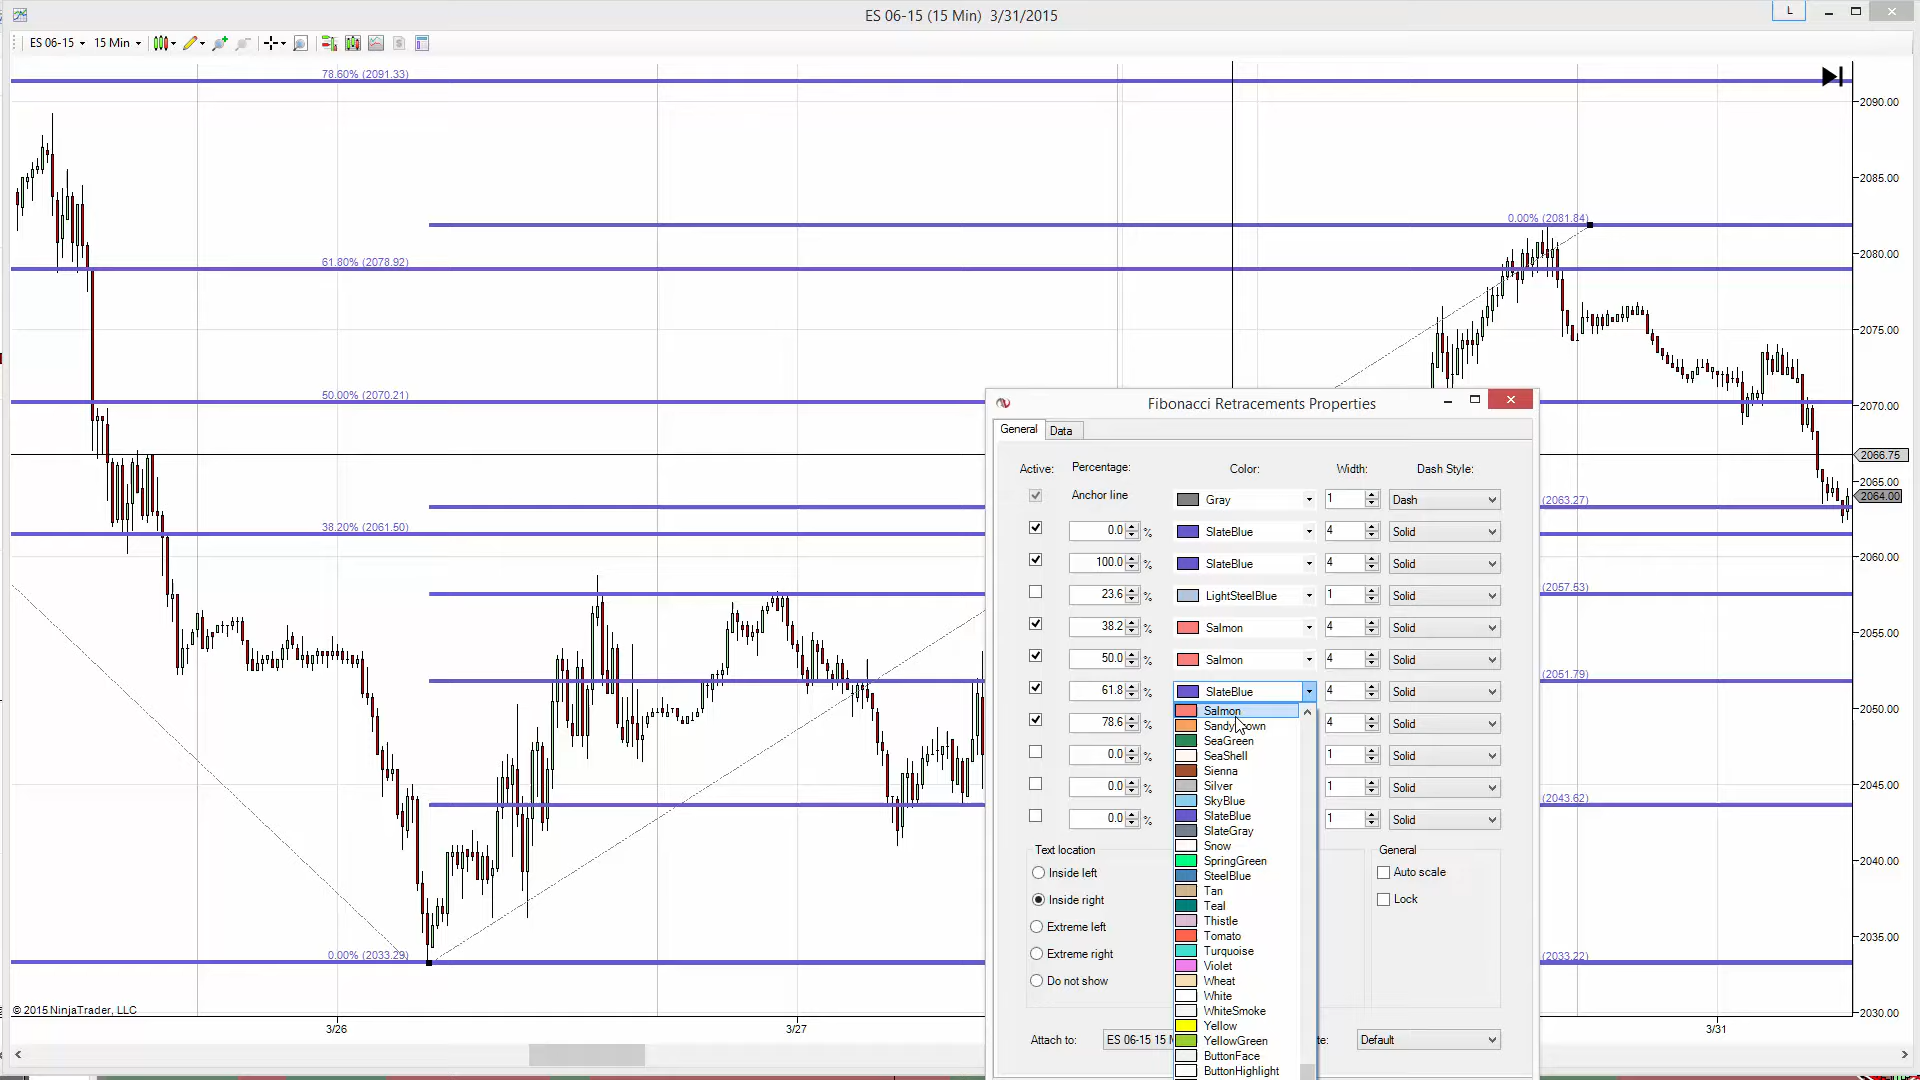 ES 06-15 (15 Min) 3/31/2015
L
ES 06-15 15 Min
78.60% (2091.33)
2090.00
2085.00
0.00% (2081.84)
61.80% (2078.92)
2080.00
2075.00
50.00% (2070.21)
2070.00
2066.75
2065.00
2064.00
(2063.27)
38.20% (2061.50)
2060.00
(2057.53)
2055.00
(2051.79)
2050.00
2045.00
(2043.62)
2040.00
2035.00
0.00% (2033.29)
(2033.22)
2030.00
© 2015 NinjaTrader, LLC
3/26
3/27
3/31
Fibonacci Retracements Properties
General Data
Active: Percentage: Color: Width: Dash Style:
Anchor line Gray 1 Dash
0.0 % SlateBlue 4 Solid
100.0 % SlateBlue 4 Solid
23.6 % LightSteelBlue 1 Solid
38.2 % Salmon 4 Solid
50.0 % Salmon 4 Solid
61.8 % SlateBlue 4 Solid
78.6 % 4 Solid
0.0 % 1 Solid
0.0 % 1 Solid
0.0 % 1 Solid
Salmon
SeaGreen
SeaShell
Sienna
Silver
SkyBlue
SlateBlue
SlateGray
Snow
SpringGreen
SteelBlue
Tan
Teal
Thistle
Tomato
Turquoise
Violet
Wheat
White
WhiteSmoke
Yellow
YellowGreen
ButtonFace
ButtonHighlight
Text location
Inside left
Inside right
Extreme left
Extreme right
Do not show
General
Auto scale
Lock
Attach to: ES 06-15 15 te: Default